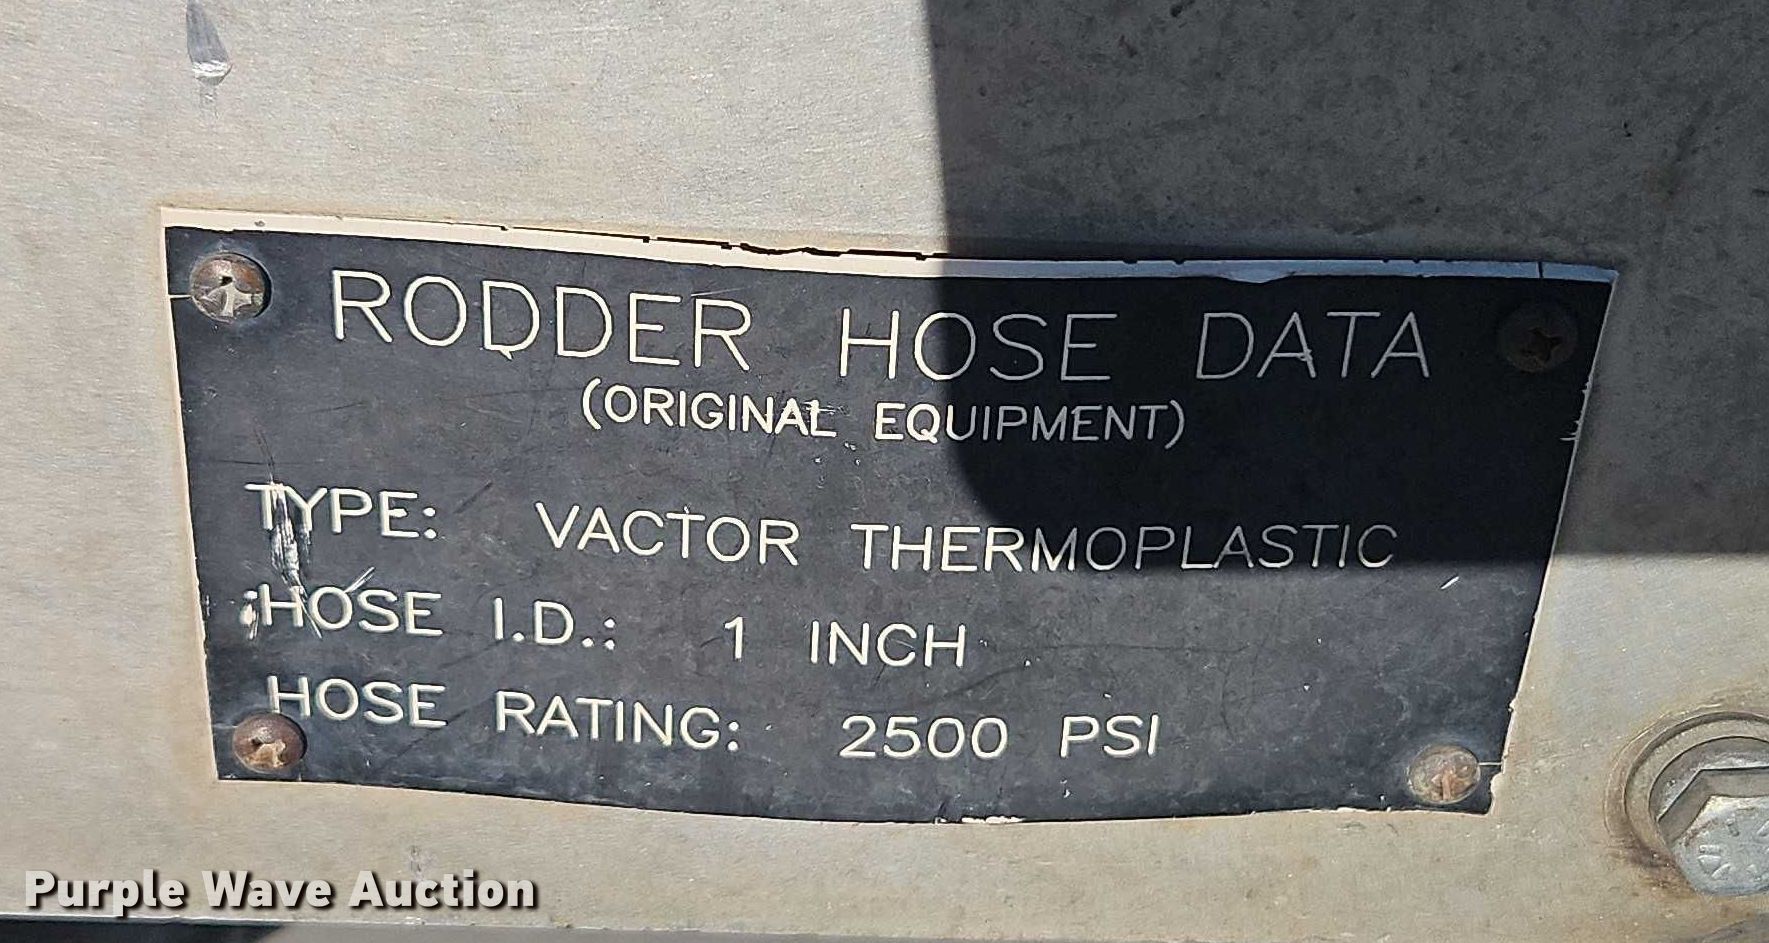 RODDER HOSE DATA
(ORIGINAL EQUIPMENT)
TYPE: VACTOR THERMOPLASTIC
HOSE I.D.: 1 INCH
HOSE RATING: 2500 PSI
Purple Wave Auction